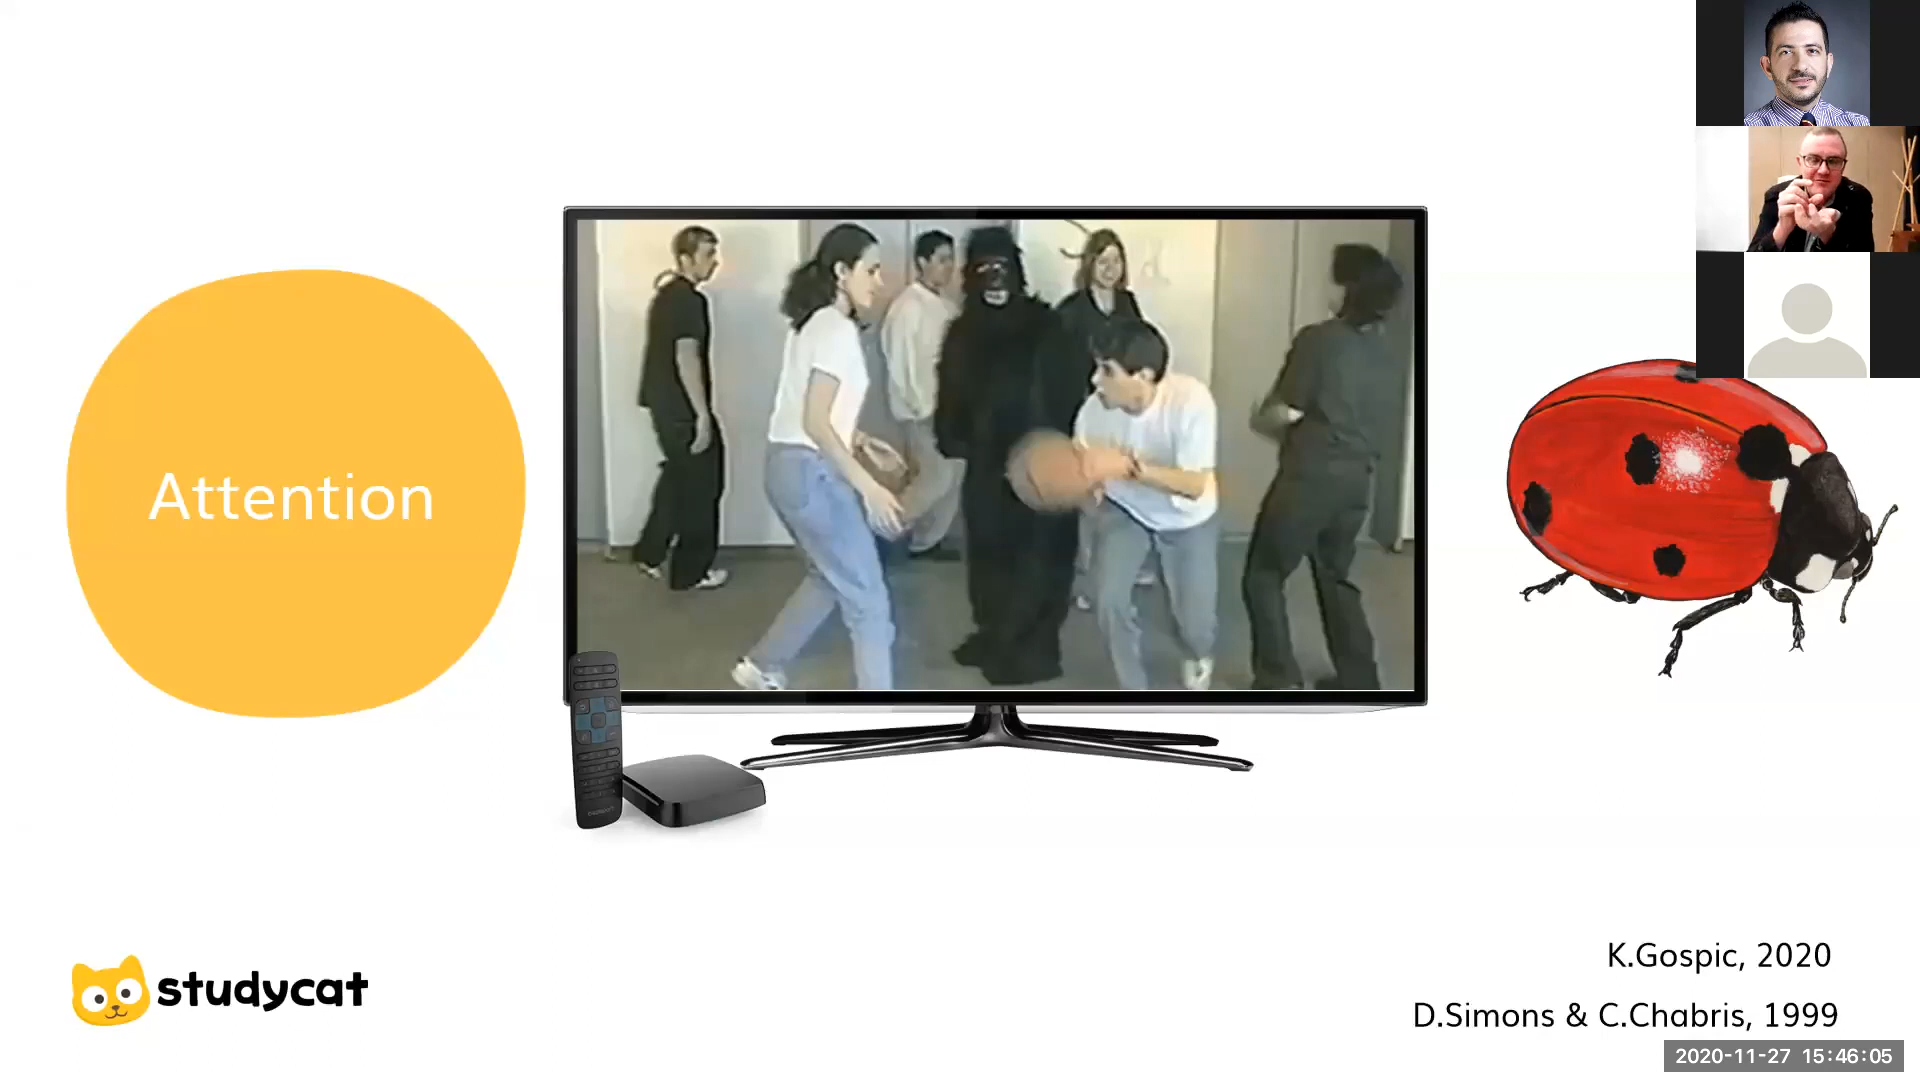 Attention
studycat
K.Gospic, 2020
D.Simons & C.Chabris, 1999
2020-11-27 15:46:05